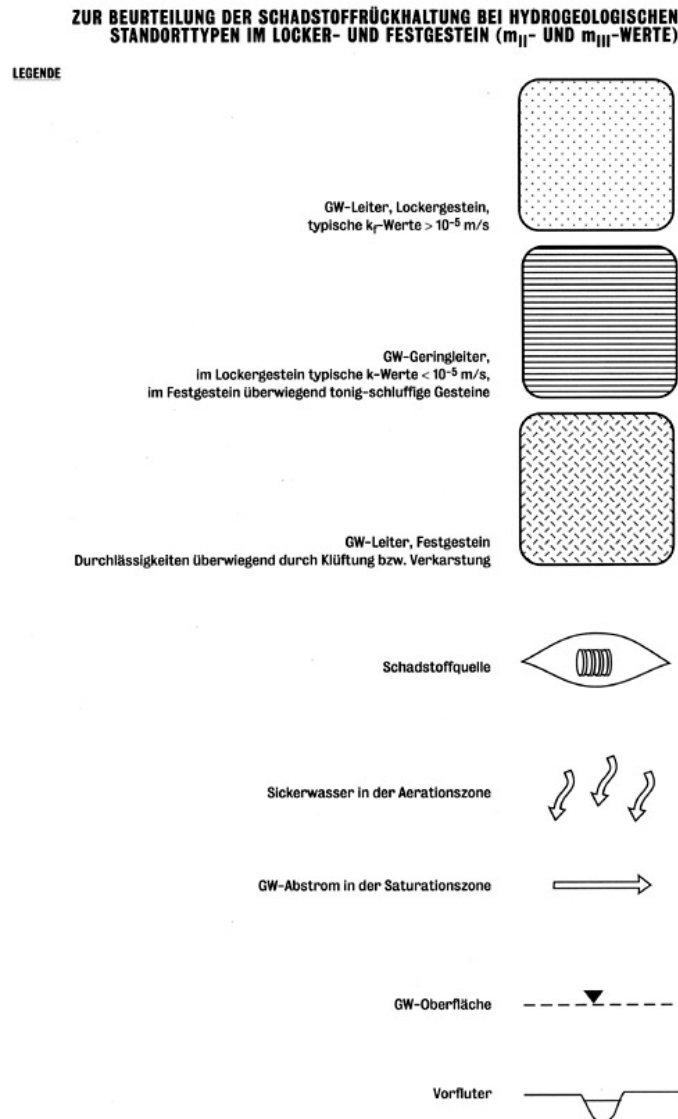 ZUR BEURTEILUNG DER SCHADSTOFFRÜCKHALTUNG BEI HYDROGEOLOGISCHEN
STANDORTTYPEN IM LOCKER- UND FESTGESTEIN (mII- UND mIII-WERTE)
LEGENDE
GW-Leiter, Lockergestein,
typische kf-Werte > 10⁻⁵ m/s
GW-Geringleiter,
im Lockergestein typische k-Werte < 10⁻⁵ m/s,
im Festgestein überwiegend tonig-schluffige Gesteine
GW-Leiter, Festgestein
Durchlässigkeiten überwiegend durch Klüftung bzw. Verkarstung
Schadstoffquelle
Sickerwasser in der Aerationszone
GW-Abstrom in der Saturationszone
GW-Oberfläche
Vorfluter